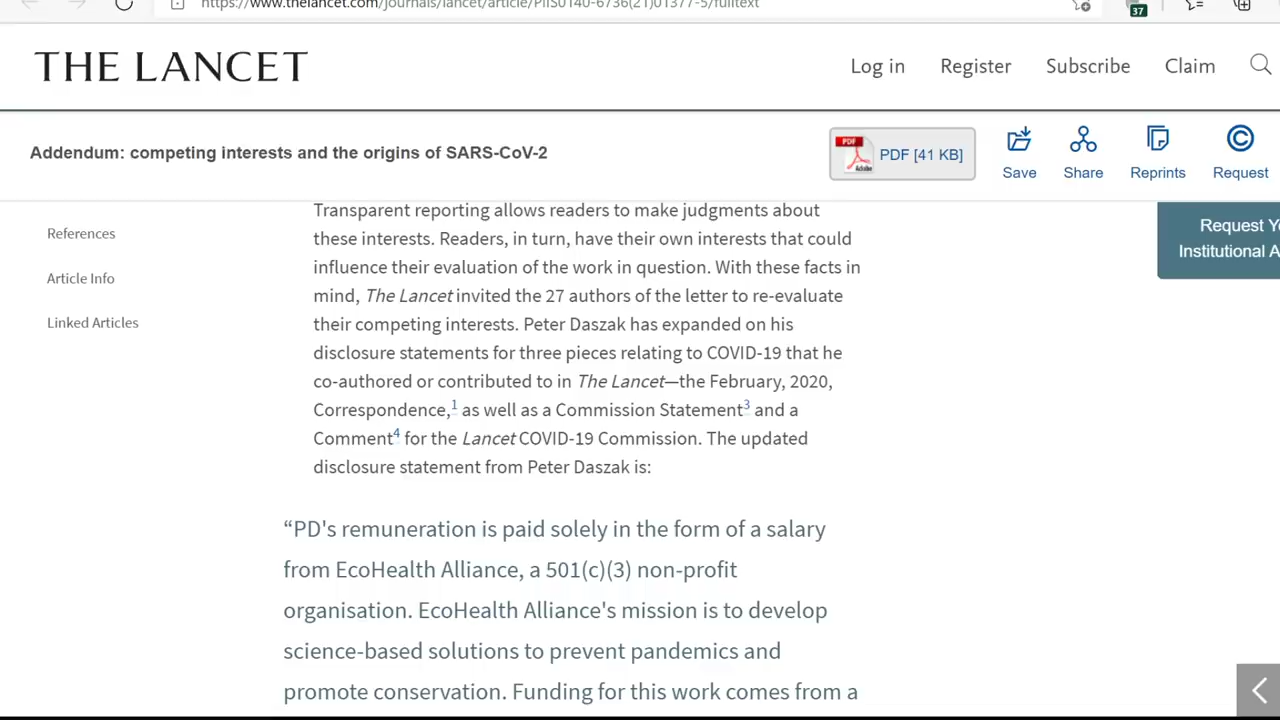 https://www.thelancet.com/journals/lancet/article/PIIS0140-6736(21)01377-5/fulltext
37
THE LANCET
Log in
Register
Subscribe
Claim
Addendum: competing interests and the origins of SARS-CoV-2
PDF
Adobe
PDF [41 KB]
Save
Share
Reprints
Request
References
Article Info
Linked Articles
Transparent reporting allows readers to make judgments about
these interests. Readers, in turn, have their own interests that could
influence their evaluation of the work in question. With these facts in
mind, The Lancet invited the 27 authors of the letter to re-evaluate
their competing interests. Peter Daszak has expanded on his
disclosure statements for three pieces relating to COVID-19 that he
co-authored or contributed to in The Lancet—the February, 2020,
Correspondence,1 as well as a Commission Statement3 and a
Comment4 for the Lancet COVID-19 Commission. The updated
disclosure statement from Peter Daszak is:
Request Y
Institutional A
“PD's remuneration is paid solely in the form of a salary
from EcoHealth Alliance, a 501(c)(3) non-profit
organisation. EcoHealth Alliance's mission is to develop
science-based solutions to prevent pandemics and
promote conservation. Funding for this work comes from a